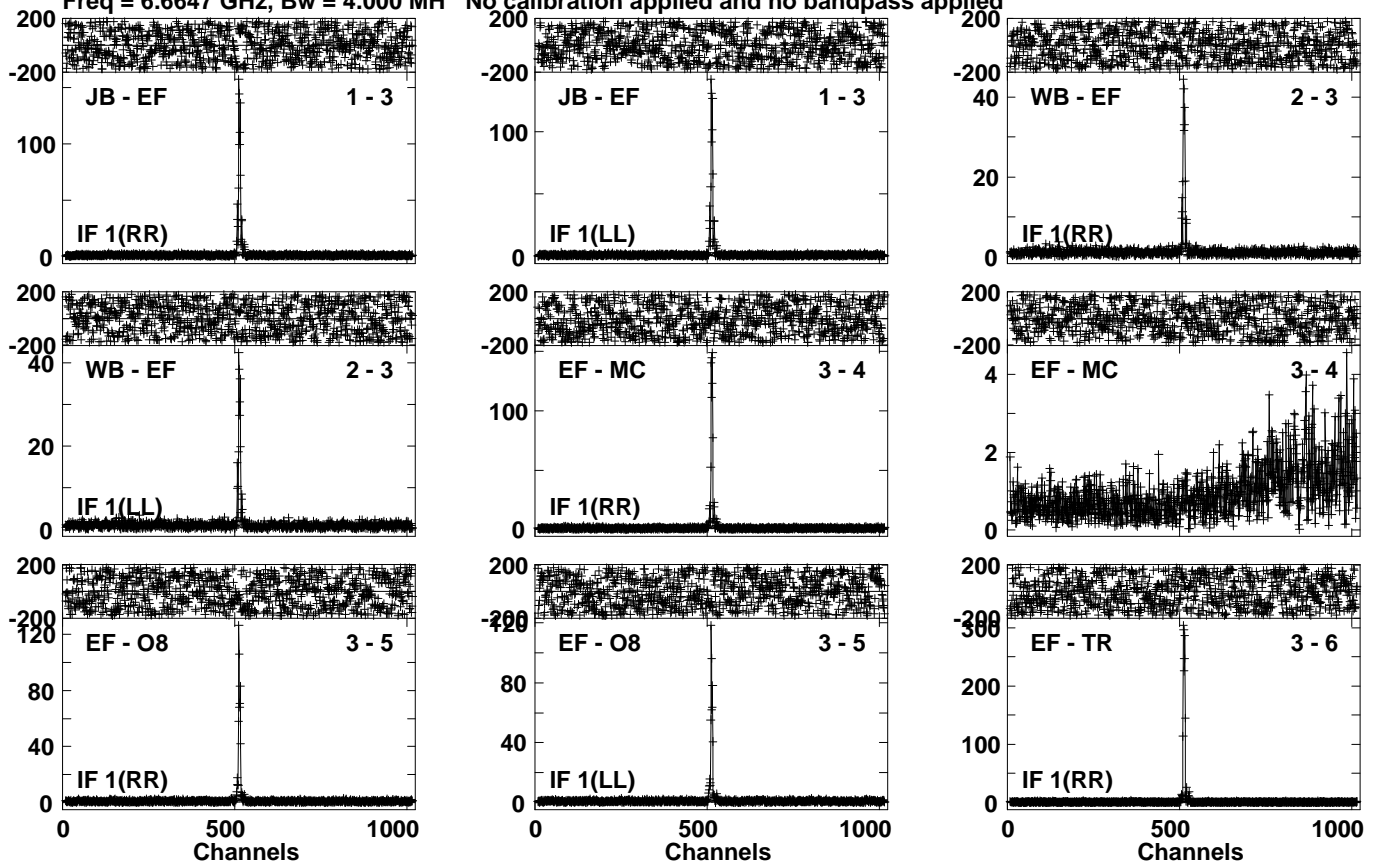 Freq = 6.6647 GHz, Bw = 4.000 MH No calibration applied and no bandpass applied
200
-200
JB - EF 1 - 3
100
IF 1(RR)
0
200
-200
JB - EF 1 - 3
100
IF 1(LL)
0
200
-200
40
WB - EF 2 - 3
20
IF 1(RR)
0
200
-200
40
WB - EF 2 - 3
20
IF 1(LL)
0
200
-200
EF - MC 3 - 4
100
IF 1(RR)
0
200
-200
4
EF - MC 3 - 4
2
0
200
-200
120
EF - O8 3 - 5
80
40
IF 1(RR)
0
0 500 1000
Channels
200
-200
120
EF - O8 3 - 5
80
40
IF 1(LL)
0
0 500 1000
200
-200
300
EF - TR 3 - 6
200
100
IF 1(RR)
0
0 500 1000
Channels